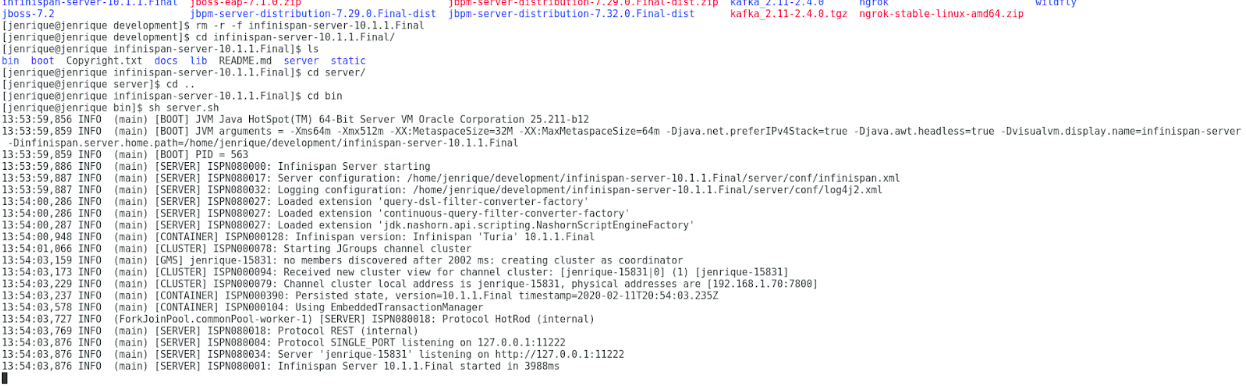 infinispan-server-10.1.1.Final  jboss-eap-7.1.0.zip  jbpm-server-distribution-7.29.0.Final-dist.zip  kafka_2.11-2.4.0  ngrok  wildfly
jboss-7.2  jbpm-server-distribution-7.29.0.Final-dist  jbpm-server-distribution-7.32.0.Final-dist  kafka_2.11-2.4.0.tgz  ngrok-stable-linux-amd64.zip
[jenrique@jenrique development]$ rm -r -f infinispan-server-10.1.1.Final
[jenrique@jenrique development]$ cd infinispan-server-10.1.1.Final/
[jenrique@jenrique infinispan-server-10.1.1.Final]$ ls
bin  boot  Copyright.txt  docs  lib  README.md  server  static
[jenrique@jenrique infinispan-server-10.1.1.Final]$ cd server/
[jenrique@jenrique server]$ cd ..
[jenrique@jenrique infinispan-server-10.1.1.Final]$ cd bin
[jenrique@jenrique bin]$ sh server.sh
13:53:59,856 INFO  (main) [BOOT] JVM Java HotSpot(TM) 64-Bit Server VM Oracle Corporation 25.211-b12
13:53:59,859 INFO  (main) [BOOT] JVM arguments = -Xms64m -Xmx512m -XX:MetaspaceSize=32M -XX:MaxMetaspaceSize=64m -Djava.net.preferIPv4Stack=true -Djava.awt.headless=true -Dvisualvm.display.name=infinispan-server
-Dinfinispan.server.home.path=/home/jenrique/development/infinispan-server-10.1.1.Final
13:53:59,859 INFO  (main) [BOOT] PID = 563
13:53:59,886 INFO  (main) [SERVER] ISPN080000: Infinispan Server starting
13:53:59,887 INFO  (main) [SERVER] ISPN080017: Server configuration: /home/jenrique/development/infinispan-server-10.1.1.Final/server/conf/infinispan.xml
13:53:59,887 INFO  (main) [SERVER] ISPN080032: Logging configuration: /home/jenrique/development/infinispan-server-10.1.1.Final/server/conf/log4j2.xml
13:54:00,286 INFO  (main) [SERVER] ISPN080027: Loaded extension 'query-dsl-filter-converter-factory'
13:54:00,286 INFO  (main) [SERVER] ISPN080027: Loaded extension 'continuous-query-filter-converter-factory'
13:54:00,287 INFO  (main) [SERVER] ISPN080027: Loaded extension 'jdk.nashorn.api.scripting.NashornScriptEngineFactory'
13:54:00,948 INFO  (main) [CONTAINER] ISPN000128: Infinispan version: Infinispan 'Turia' 10.1.1.Final
13:54:01,066 INFO  (main) [CLUSTER] ISPN000078: Starting JGroups channel cluster
13:54:03,159 INFO  (main) [GMS] jenrique-15831: no members discovered after 2002 ms: creating cluster as coordinator
13:54:03,173 INFO  (main) [CLUSTER] ISPN000094: Received new cluster view for channel cluster: [jenrique-15831|0] (1) [jenrique-15831]
13:54:03,229 INFO  (main) [CLUSTER] ISPN000079: Channel cluster local address is jenrique-15831, physical addresses are [192.168.1.70:7800]
13:54:03,237 INFO  (main) [CONTAINER] ISPN000390: Persisted state, version=10.1.1.Final timestamp=2020-02-11T20:54:03.235Z
13:54:03,578 INFO  (main) [CONTAINER] ISPN000104: Using EmbeddedTransactionManager
13:54:03,727 INFO  (ForkJoinPool.commonPool-worker-1) [SERVER] ISPN080018: Protocol HotRod (internal)
13:54:03,769 INFO  (main) [SERVER] ISPN080018: Protocol REST (internal)
13:54:03,876 INFO  (main) [SERVER] ISPN080004: Protocol SINGLE_PORT listening on 127.0.0.1:11222
13:54:03,876 INFO  (main) [SERVER] ISPN080034: Server 'jenrique-15831' listening on http://127.0.0.1:11222
13:54:03,876 INFO  (main) [SERVER] ISPN080001: Infinispan Server 10.1.1.Final started in 3988ms